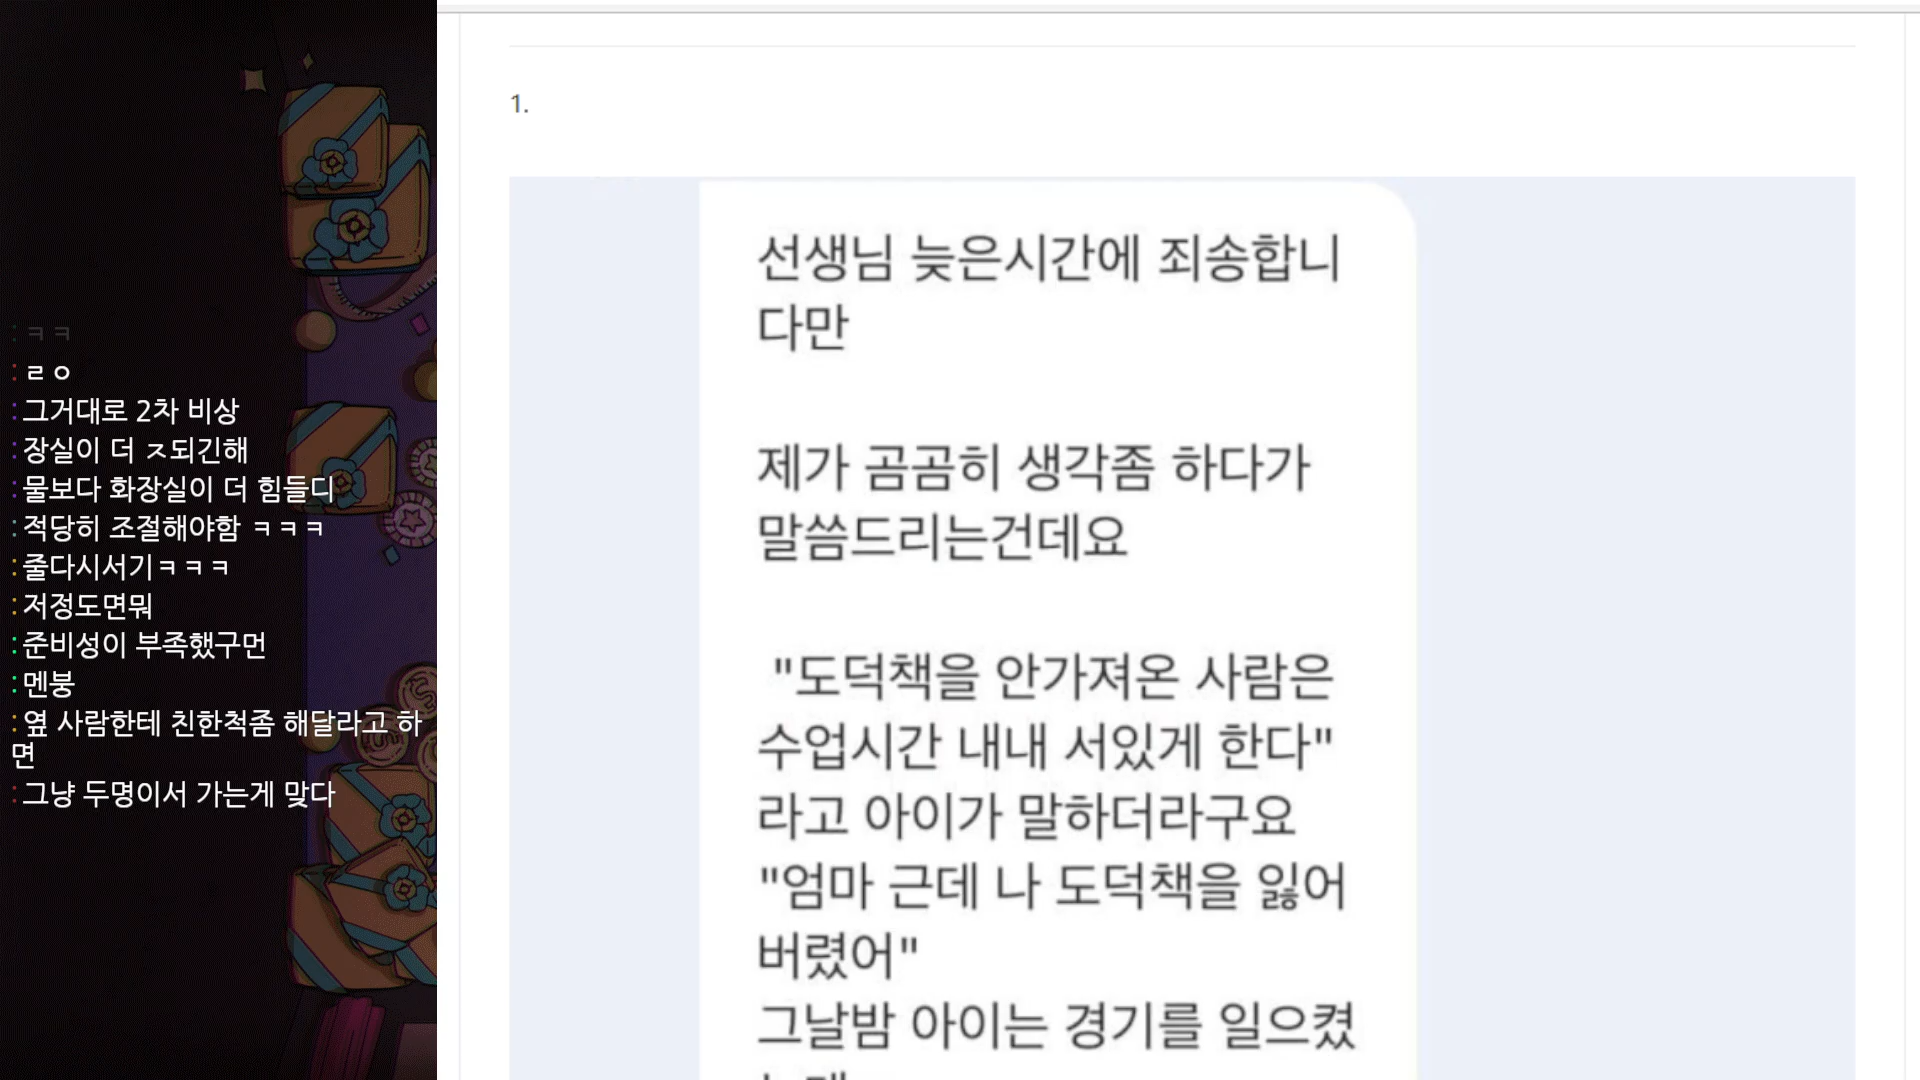 : ㅋㅋ
: ㄹㅇ
: 그거대로 2차 비상
: 장실이 더 ㅈ되긴해
: 물보다 화장실이 더 힘들디
: 적당히 조절해야함 ㅋㅋㅋ
: 줄다시서기ㅋㅋㅋ
: 저정도면뭐
: 준비성이 부족했구먼
: 멘붕
: 옆 사람한테 친한척좀 해달라고 하
면
: 그냥 두명이서 가는게 맞다
1.
선생님 늦은시간에 죄송합니
다만
제가 곰곰히 생각좀 하다가
말씀드리는건데요
"도덕책을 안가져온 사람은
수업시간 내내 서있게 한다"
라고 아이가 말하더라구요
"엄마 근데 나 도덕책을 잃어
버렸어"
그날밤 아이는 경기를 일으켰